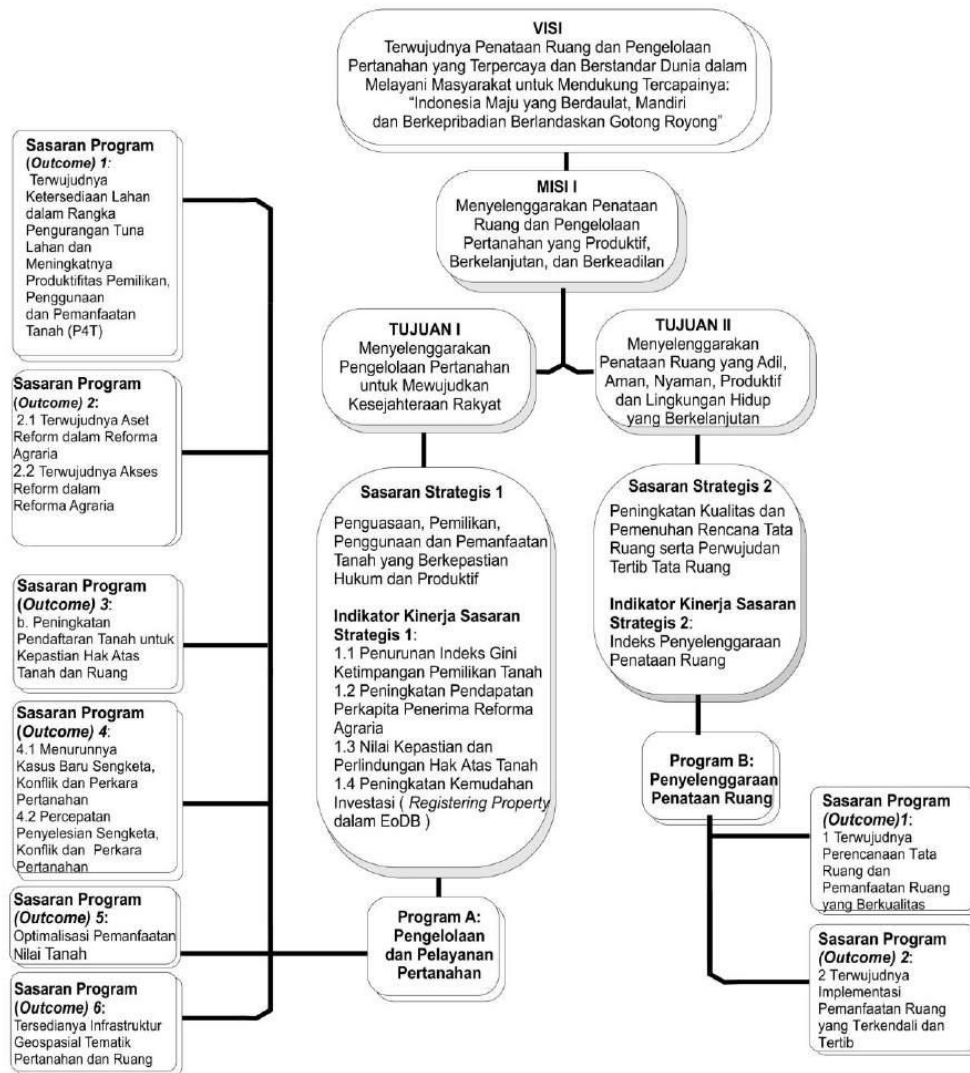 VISI
Terwujudnya Penataan Ruang dan Pengelolaan
Pertanahan yang Terpercaya dan Berstandar Dunia dalam
Melayani Masyarakat untuk Mendukung Tercapainya:
“Indonesia Maju yang Berdaulat, Mandiri
dan Berkepribadian Berlandaskan Gotong Royong”
MISI I
Menyelenggarakan Penataan
Ruang dan Pengelolaan
Pertanahan yang Produktif,
Berkelanjutan, dan Berkeadilan
TUJUAN I
Menyelenggarakan
Pengelolaan Pertanahan
untuk Mewujudkan
Kesejahteraan Rakyat
TUJUAN II
Menyelenggarakan
Penataan Ruang yang Adil,
Aman, Nyaman, Produktif
dan Lingkungan Hidup
yang Berkelanjutan
Sasaran Strategis 1
Penguasaan, Pemilikan,
Penggunaan dan Pemanfaatan
Tanah yang Berkepastian
Hukum dan Produktif
Indikator Kinerja Sasaran
Strategis 1:
1.1 Penurunan Indeks Gini
Ketimpangan Pemilikan Tanah
1.2 Peningkatan Pendapatan
Perkapita Penerima Reforma
Agraria
1.3 Nilai Kepastian dan
Perlindungan Hak Atas Tanah
1.4 Peningkatan Kemudahan
Investasi ( Registering Property
dalam EoDB )
Sasaran Strategis 2
Peningkatan Kualitas dan
Pemenuhan Rencana Tata
Ruang serta Perwujudan
Tertib Tata Ruang
Indikator Kinerja Sasaran
Strategis 2:
Indeks Penyelenggaraan
Penataan Ruang
Program A:
Pengelolaan
dan Pelayanan
Pertanahan
Program B:
Penyelenggaraan
Penataan Ruang
Sasaran Program
(Outcome) 1:
Terwujudnya
Ketersediaan Lahan
dalam Rangka
Pengurangan Tuna
Lahan dan
Meningkatnya
Produktifitas Pemilikan,
Penggunaan
dan Pemanfaatan
Tanah (P4T)
Sasaran Program
(Outcome) 2:
2.1 Terwujudnya Aset
Reform dalam Reforma
Agraria
2.2 Terwujudnya Akses
Reform dalam
Reforma Agraria
Sasaran Program
(Outcome) 3:
b. Peningkatan
Pendaftaran Tanah untuk
Kepastian Hak Atas
Tanah dan Ruang
Sasaran Program
(Outcome) 4:
4.1 Menurunnya
Kasus Baru Sengketa,
Konflik dan Perkara
Pertanahan
4.2 Percepatan
Penyelesian Sengketa,
Konflik dan Perkara
Pertanahan
Sasaran Program
(Outcome) 5:
Optimalisasi Pemanfaatan
Nilai Tanah
Sasaran Program
(Outcome) 6:
Tersedianya Infrastruktur
Geospasial Tematik
Pertanahan dan Ruang
Sasaran Program
(Outcome)1:
1 Terwujudnya
Perencanaan Tata
Ruang dan
Pemanfaatan Ruang
yang Berkualitas
Sasaran Program
(Outcome) 2:
2 Terwujudnya
Implementasi
Pemanfaatan Ruang
yang Terkendali dan
Tertib